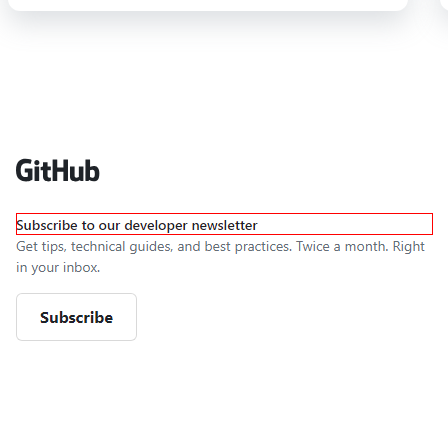 GitHub
Subscribe to our developer newsletter
Get tips, technical guides, and best practices. Twice a month. Right
in your inbox.
Subscribe